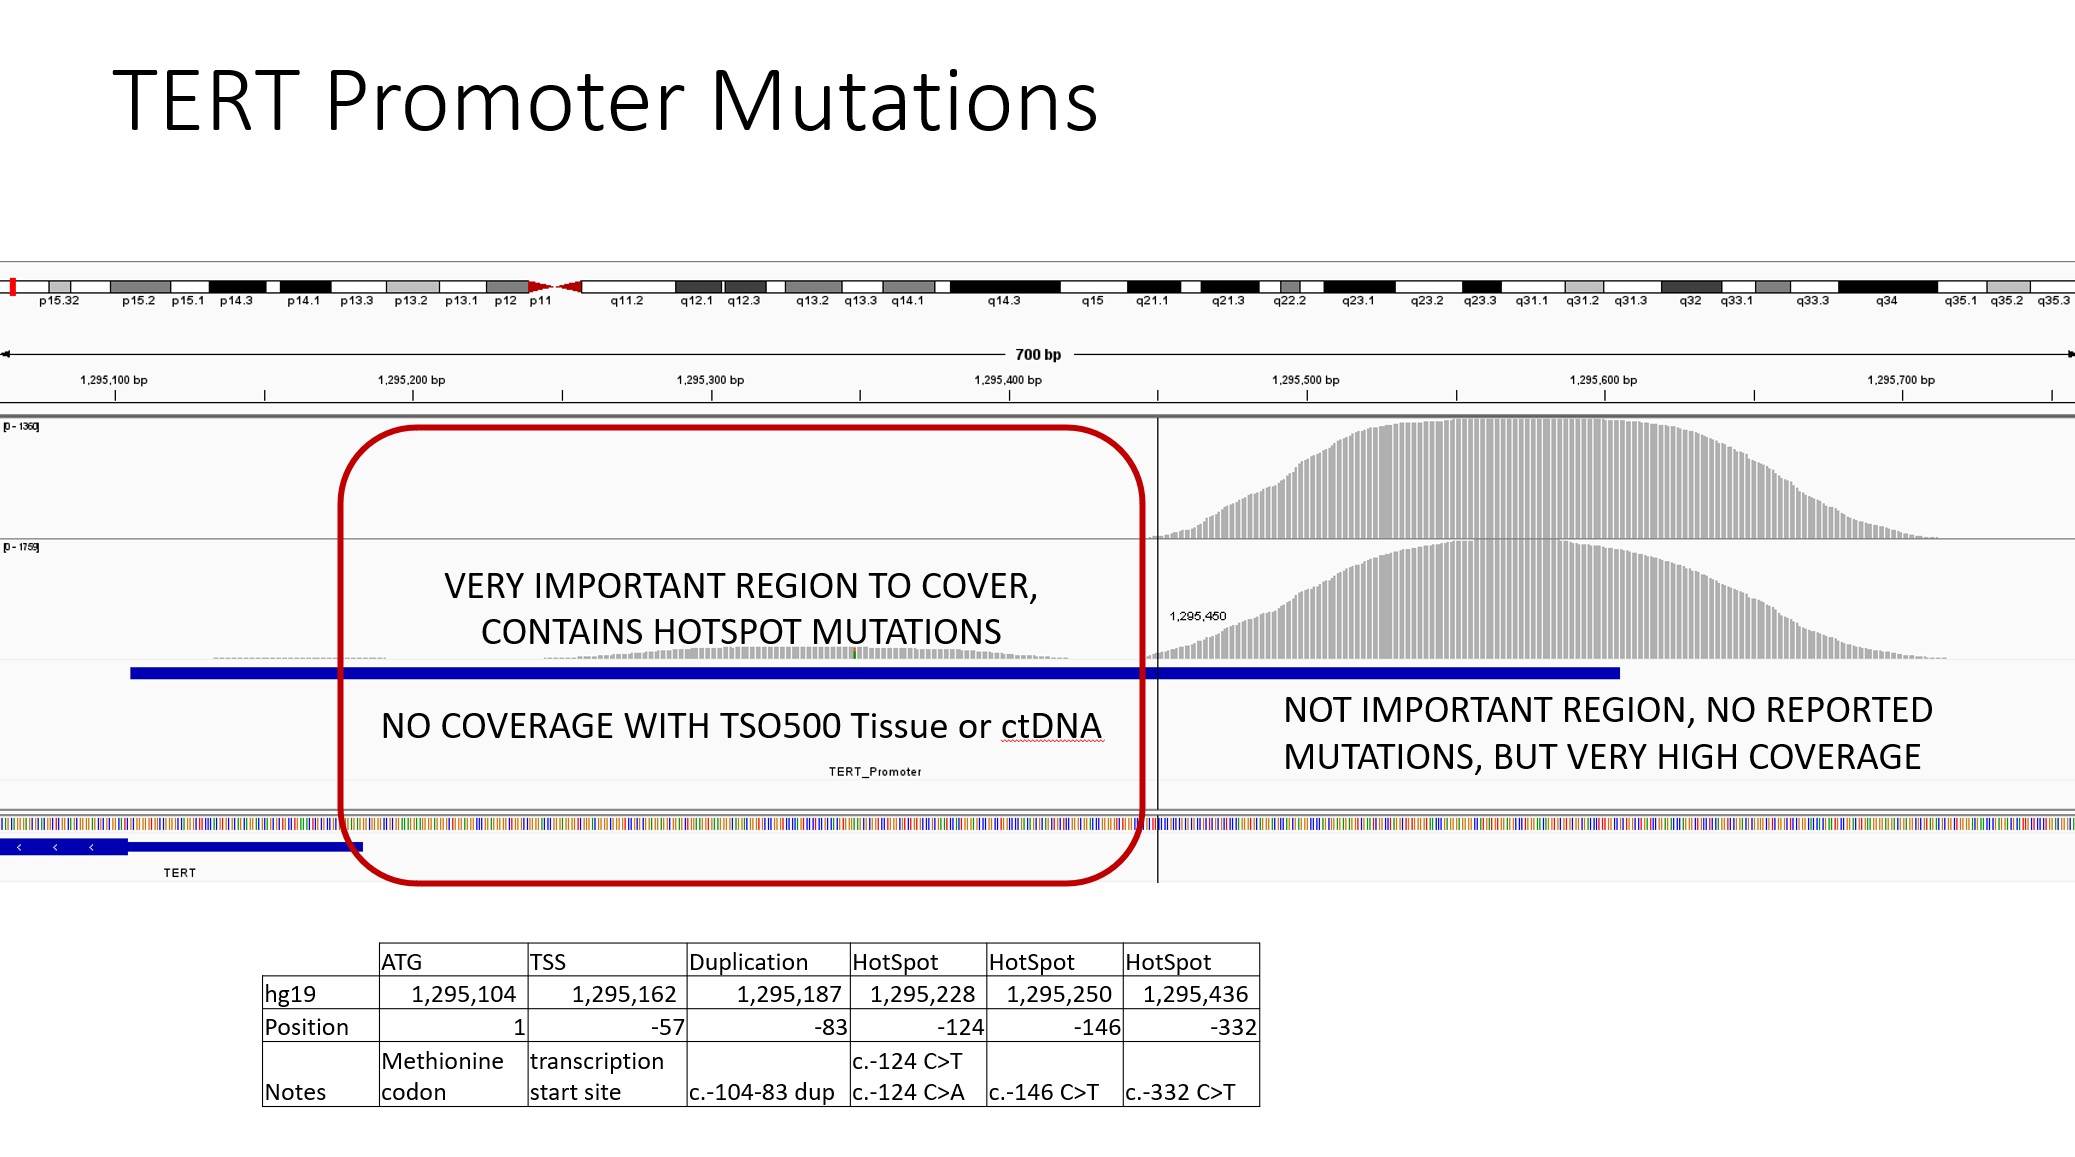 TERT Promoter Mutations
p15.32 p15.2 p15.1 p14.3 p14.1 p13.3 p13.2 p13.1 p12 p11 q11.2 q12.1 q12.3 q13.2 q13.3 q14.1 q14.3 q15 q21.1 q21.3 q22.2 q23.1 q23.2 q23.3 q31.1 q31.2 q31.3 q32 q33.1 q33.3 q34 q35.1 q35.2 q35.3
700 bp
1,295,100 bp 1,295,200 bp 1,295,300 bp 1,295,400 bp 1,295,500 bp 1,295,600 bp 1,295,700 bp
[0 - 1360]
[0 - 1759]
VERY IMPORTANT REGION TO COVER,
CONTAINS HOTSPOT MUTATIONS
1,295,450
NO COVERAGE WITH TSO500 Tissue or ctDNA
NOT IMPORTANT REGION, NO REPORTED
MUTATIONS, BUT VERY HIGH COVERAGE
TERT_Promoter
TERT
ATG TSS Duplication HotSpot HotSpot HotSpot
hg19 1,295,104 1,295,162 1,295,187 1,295,228 1,295,250 1,295,436
Position 1 -57 -83 -124 -146 -332
Methionine transcription c.-124 C>T
Notes codon start site c.-104-83 dup c.-124 C>A c.-146 C>T c.-332 C>T